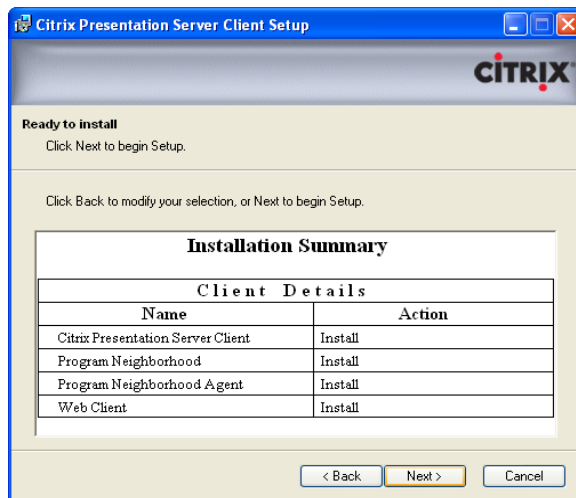 Citrix Presentation Server Client Setup
CiTRIX
Ready to install
Click Next to begin Setup.
Click Back to modify your selection, or Next to begin Setup.
Installation Summary
Client Details
Name Action
Citrix Presentation Server Client Install
Program Neighborhood Install
Program Neighborhood Agent Install
Web Client Install
< Back Next > Cancel